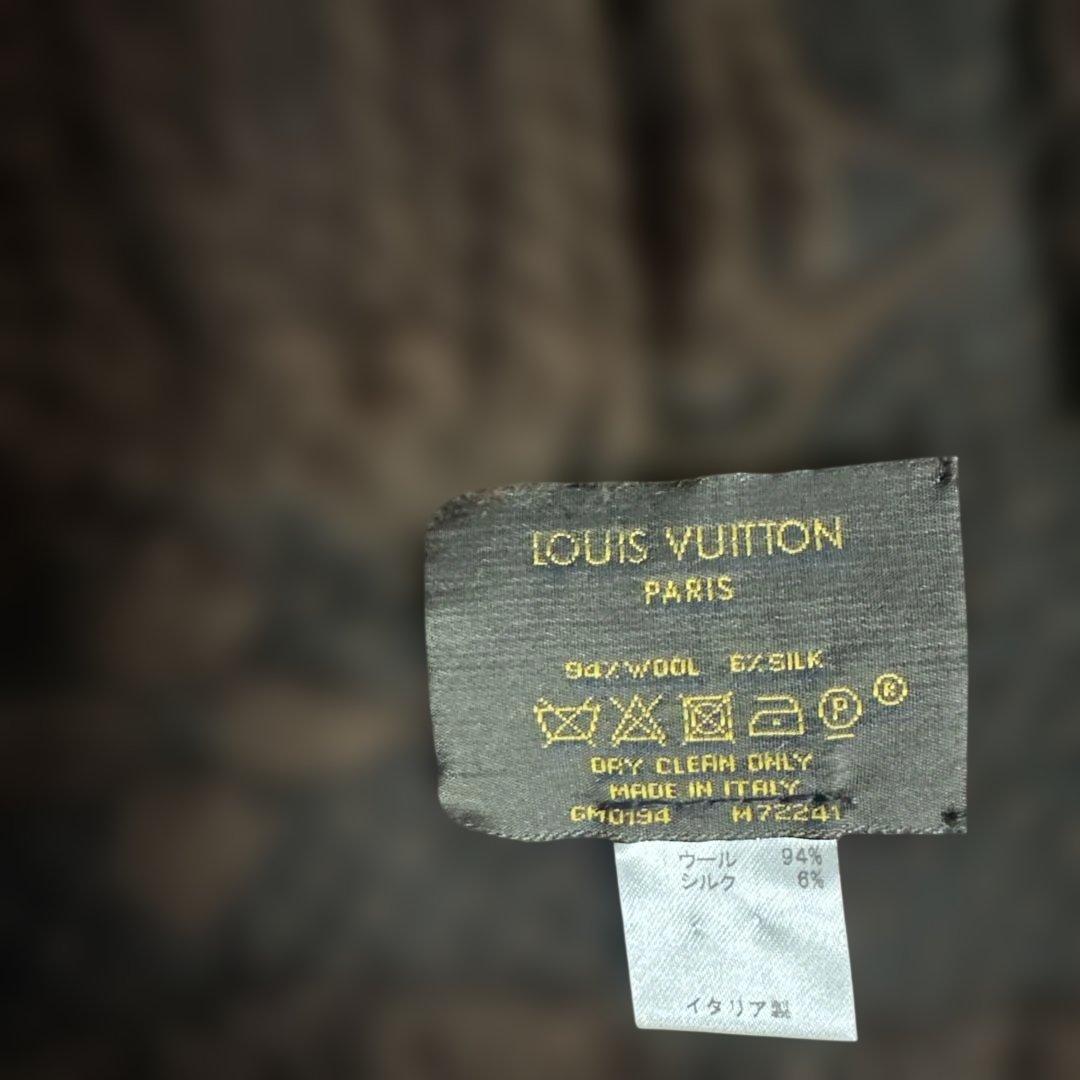 LOUIS VUITTON
PARIS
94% WOOL 6% SILK
P ®
DRY CLEAN ONLY
MADE IN ITALY
GM0194 M72241
ウール 94%
シルク 6%
イタリア製